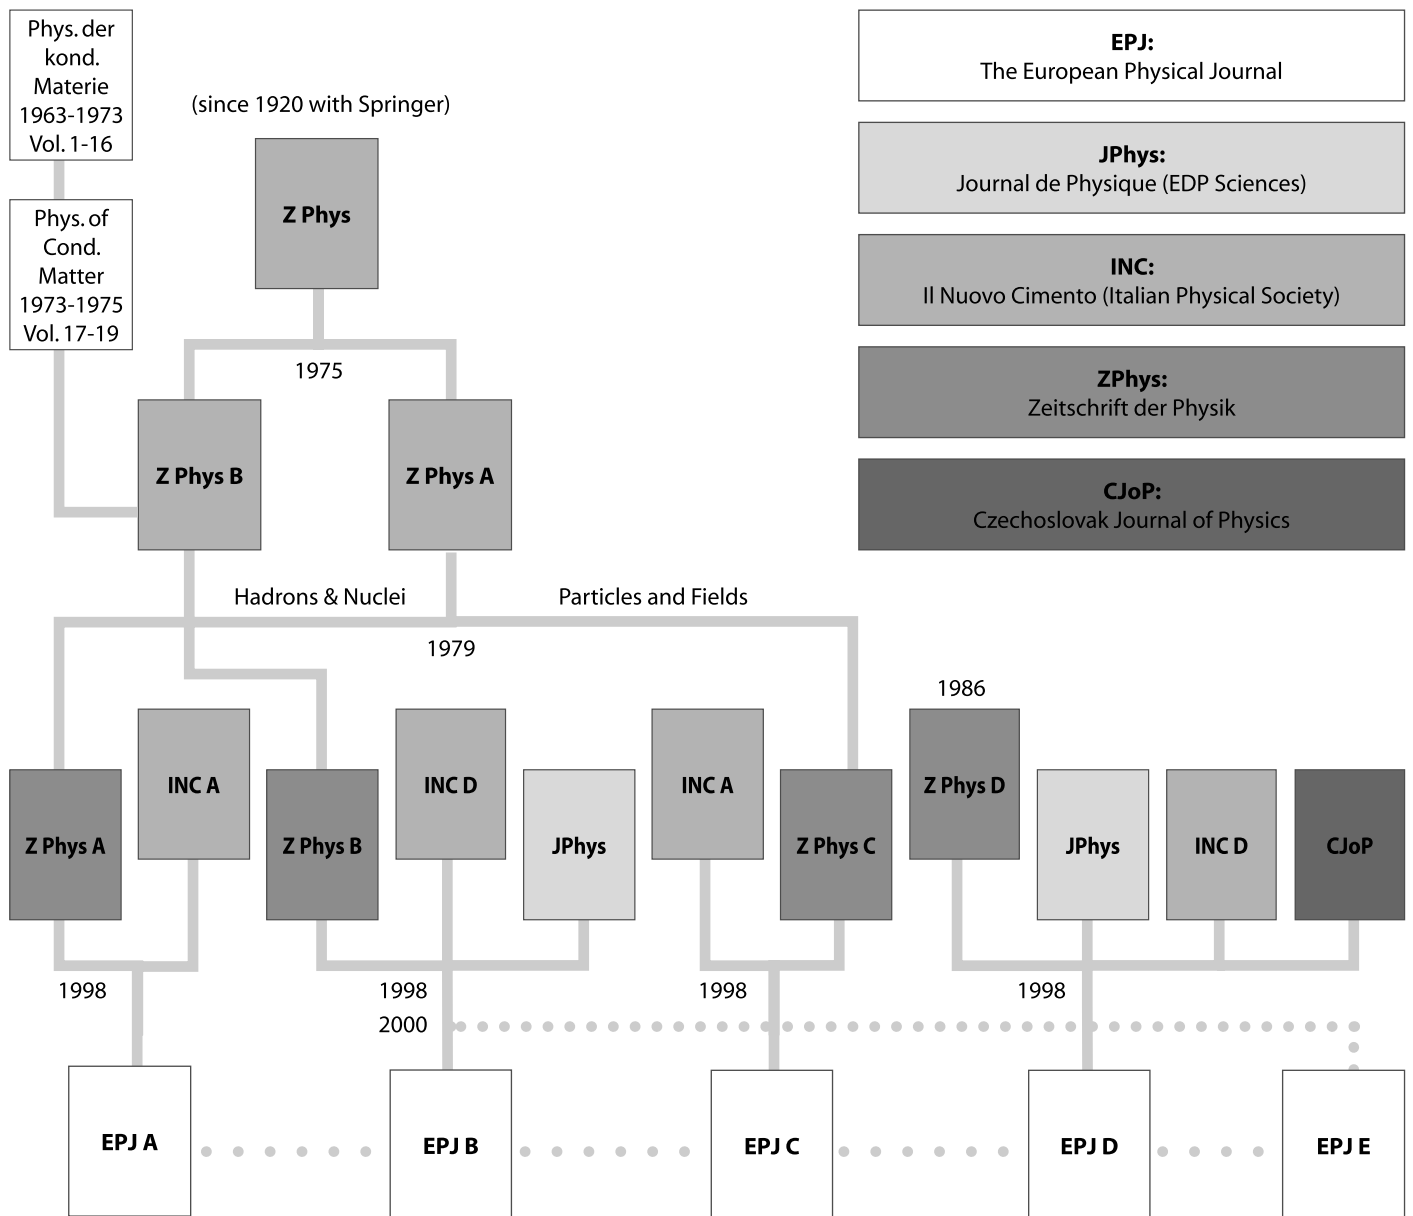 Phys. der
kond.
Materie
1963-1973
Vol. 1-16
Phys. of
Cond.
Matter
1973-1975
Vol. 17-19
(since 1920 with Springer)
Z Phys
1975
Z Phys B
Z Phys A
EPJ:
The European Physical Journal
JPhys:
Journal de Physique (EDP Sciences)
INC:
Il Nuovo Cimento (Italian Physical Society)
ZPhys:
Zeitschrift der Physik
CJoP:
Czechoslovak Journal of Physics
Hadrons & Nuclei
Particles and Fields
1979
1986
Z Phys A
INC A
Z Phys B
INC D
JPhys
INC A
Z Phys C
Z Phys D
JPhys
INC D
CJoP
1998
1998
1998
1998
2000
EPJ A
EPJ B
EPJ C
EPJ D
EPJ E